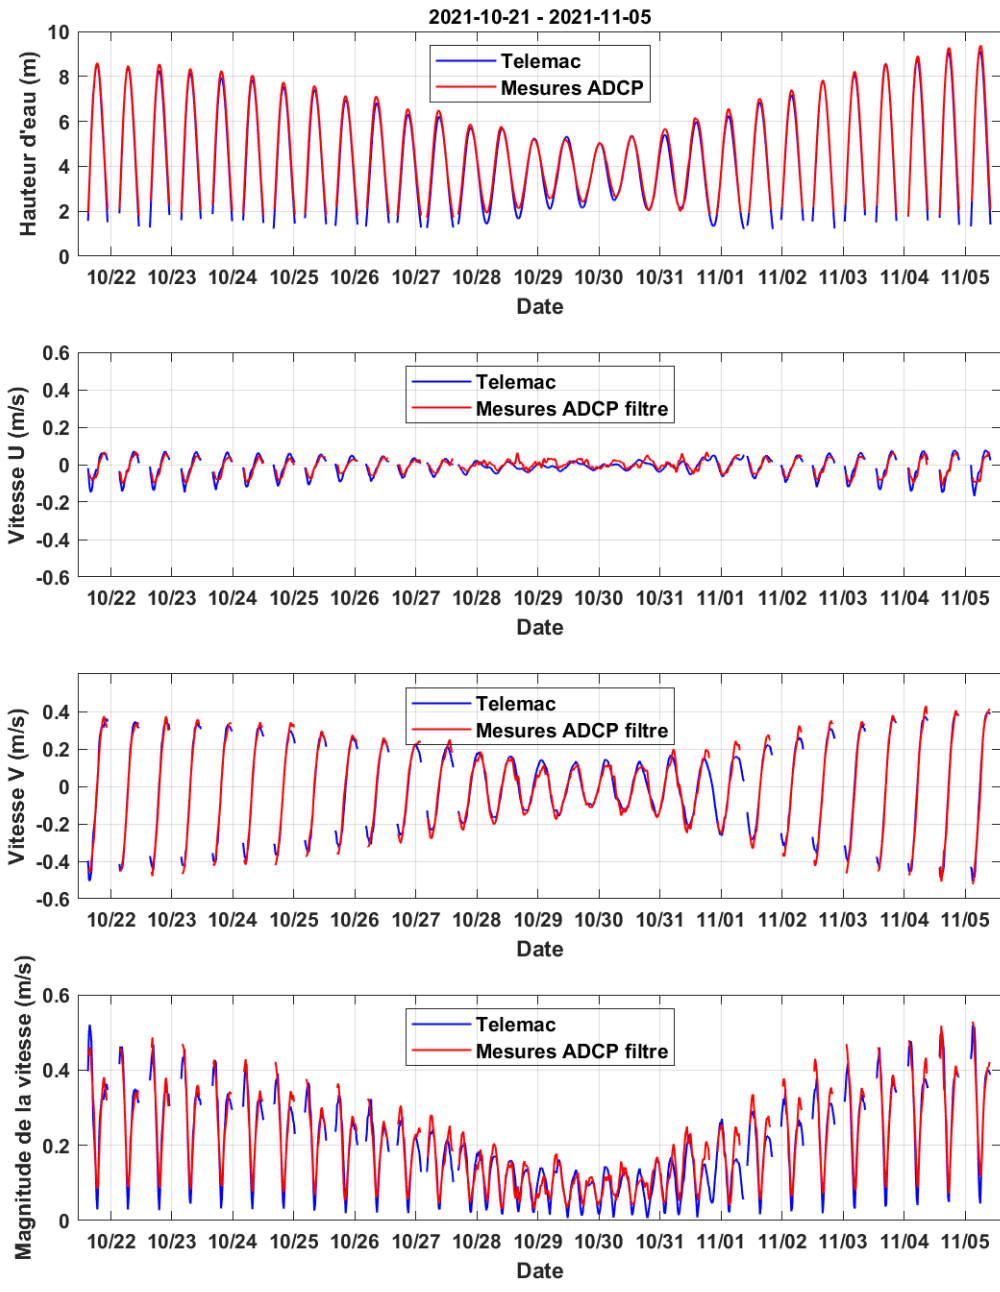 2021-10-21 - 2021-11-05
Hauteur d'eau (m)
10
8
6
4
2
0
Telemac
Mesures ADCP
10/22 10/23 10/24 10/25 10/26 10/27 10/28 10/29 10/30 10/31 11/01 11/02 11/03 11/04 11/05
Date
Vitesse U (m/s)
0.6
0.4
0.2
0
-0.2
-0.4
-0.6
Telemac
Mesures ADCP filtre
10/22 10/23 10/24 10/25 10/26 10/27 10/28 10/29 10/30 10/31 11/01 11/02 11/03 11/04 11/05
Date
Vitesse V (m/s)
0.4
0.2
0
-0.2
-0.4
-0.6
Telemac
Mesures ADCP filtre
10/22 10/23 10/24 10/25 10/26 10/27 10/28 10/29 10/30 10/31 11/01 11/02 11/03 11/04 11/05
Date
Magnitude de la vitesse (m/s)
0.6
0.4
0.2
0
Telemac
Mesures ADCP filtre
10/22 10/23 10/24 10/25 10/26 10/27 10/28 10/29 10/30 10/31 11/01 11/02 11/03 11/04 11/05
Date